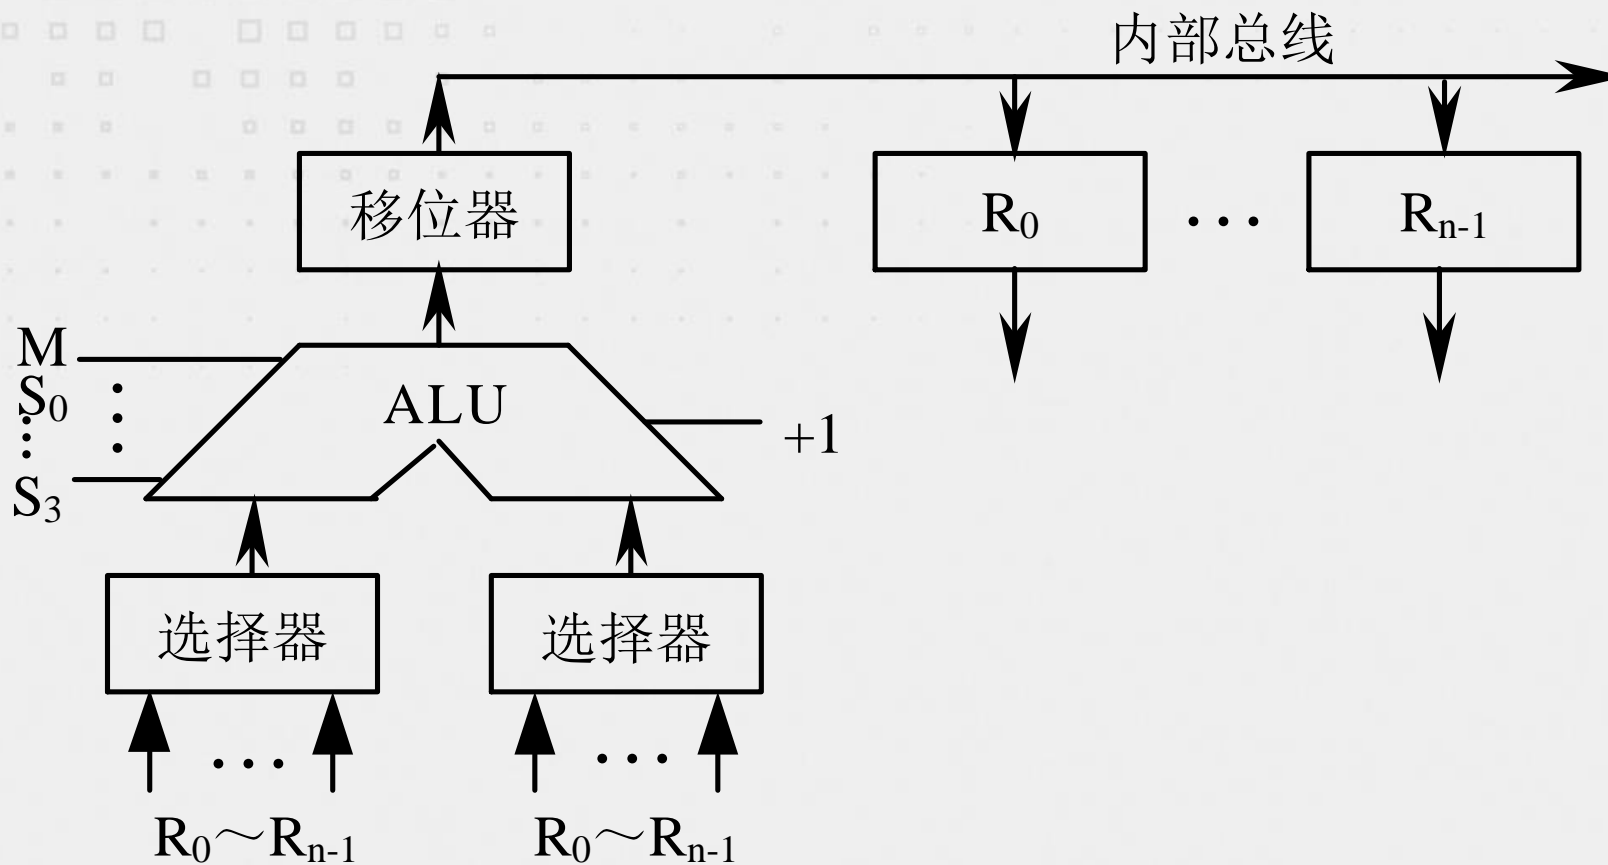 内部总线
移位器
R0
…
Rn-1
M
S0
S3
ALU
+1
选择器
选择器
…
…
R0～Rn-1
R0～Rn-1